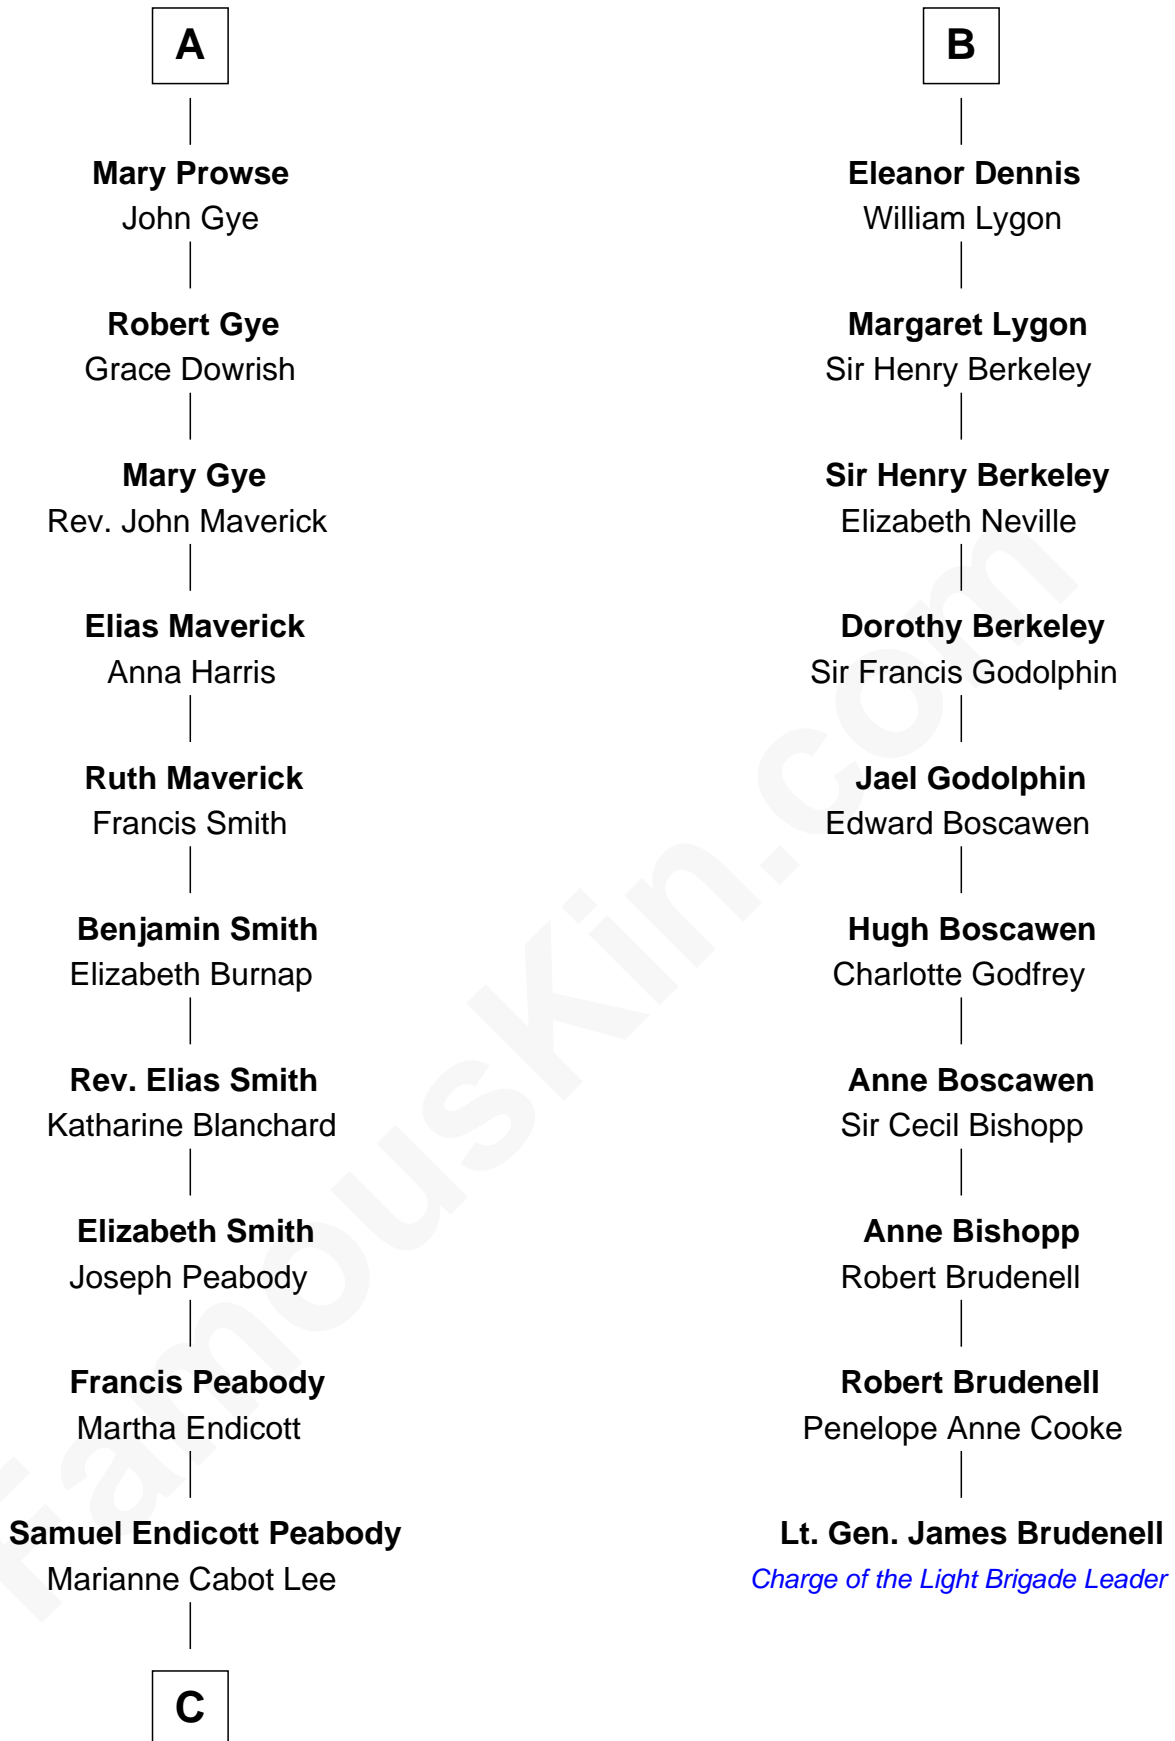 A
Mary Prowse
John Gye
Robert Gye
Grace Dowrish
Mary Gye
Rev. John Maverick
Elias Maverick
Anna Harris
Ruth Maverick
Francis Smith
Benjamin Smith
Elizabeth Burnap
Rev. Elias Smith
Katharine Blanchard
Elizabeth Smith
Joseph Peabody
Francis Peabody
Martha Endicott
Samuel Endicott Peabody
Marianne Cabot Lee
C
B
Eleanor Dennis
William Lygon
Margaret Lygon
Sir Henry Berkeley
Sir Henry Berkeley
Elizabeth Neville
Dorothy Berkeley
Sir Francis Godolphin
Jael Godolphin
Edward Boscawen
Hugh Boscawen
Charlotte Godfrey
Anne Boscawen
Sir Cecil Bishopp
Anne Bishopp
Robert Brudenell
Robert Brudenell
Penelope Anne Cooke
Lt. Gen. James Brudenell
Charge of the Light Brigade Leader
FamousKin.com